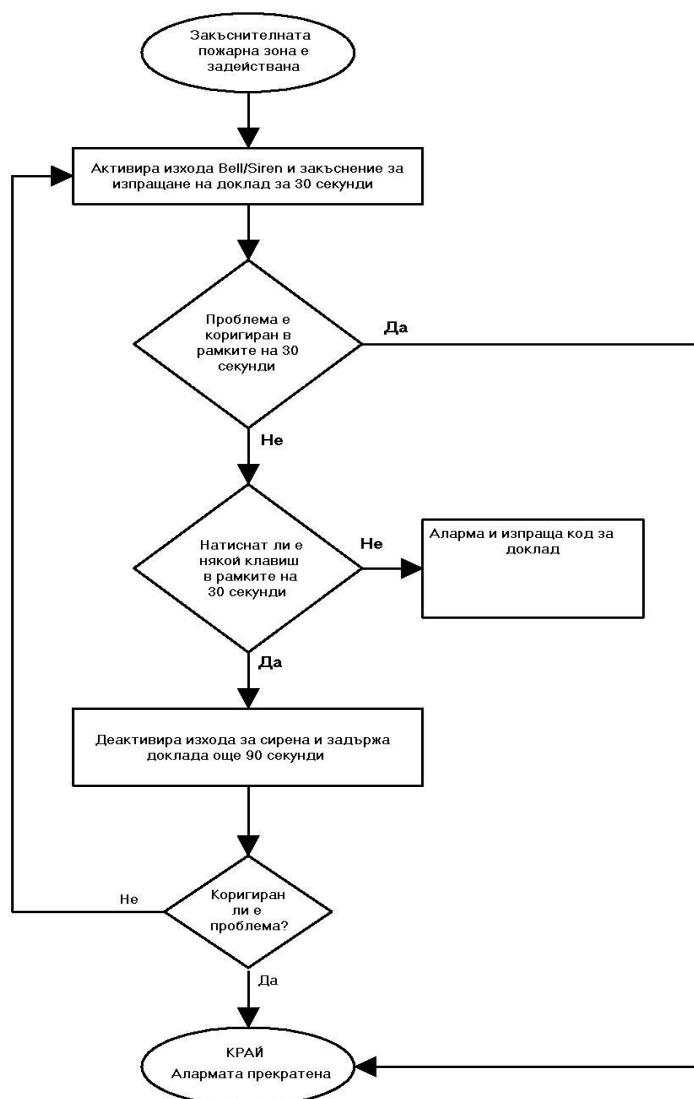 Закъснителната
пожарна зона е
задействана
Активира изхода Bell/Siren и закъснение за
изпращане на доклад за 30 секунди
Проблема е
коригиран в
рамките на 30
секунди
Да
Не
Натиснат ли е
някой клавиш
в рамките на
30 секунди
Не
Аларма и изпраща код за
доклад
Да
Деактивира изхода за сирена и задържа
доклада още 90 секунди
Не
Коригиран
ли е
проблема?
Да
КРАЙ
Алармата прекратена